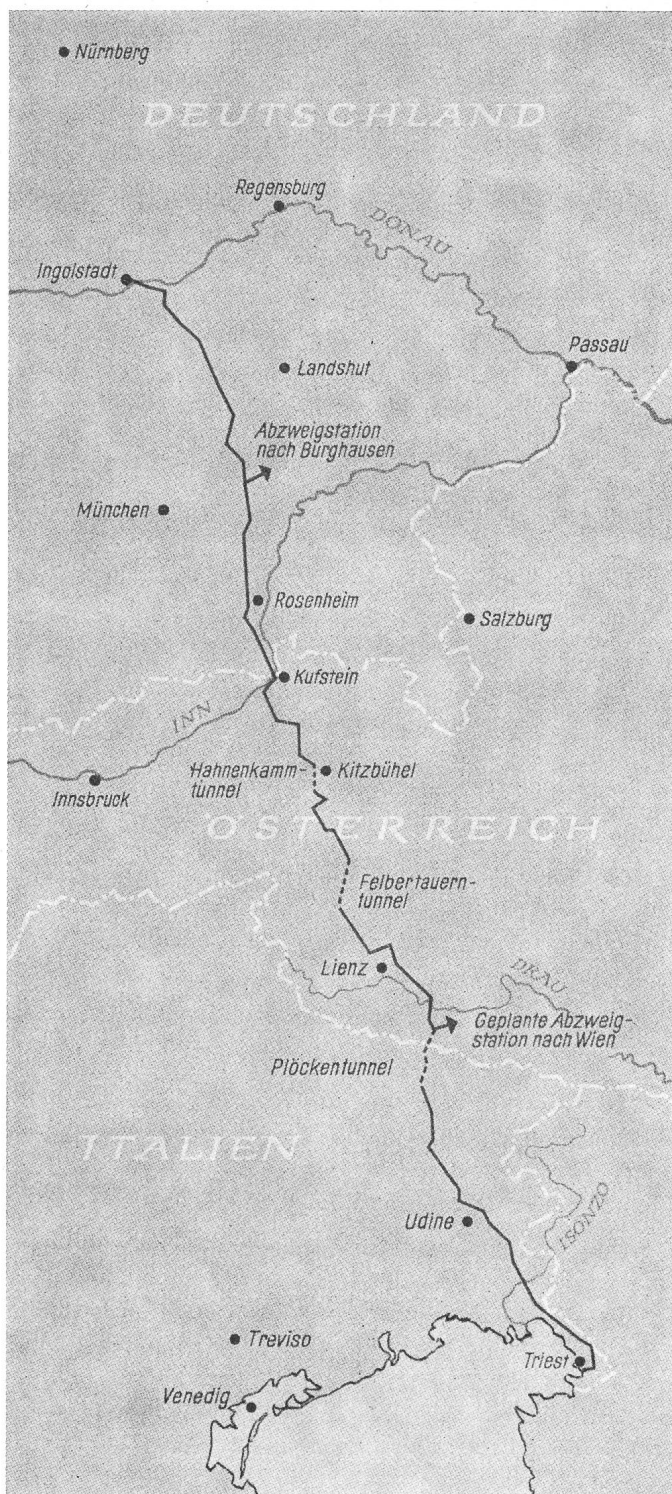 Nürnberg
DEUTSCHLAND
Regensburg
DONAU
Ingolstadt
Passau
Landshut
Abzweigstation
nach Burghausen
München
Rosenheim
Salzburg
Kufstein
INN
Hahnenkamm-
tunnel
Kitzbühel
Innsbruck
ÖSTERREICH
Felbertauern-
tunnel
Lienz
DRAU
Geplante Abzweig-
station nach Wien
Plöckentunnel
ITALIEN
ISONZO
Udine
Treviso
Triest
Venedig